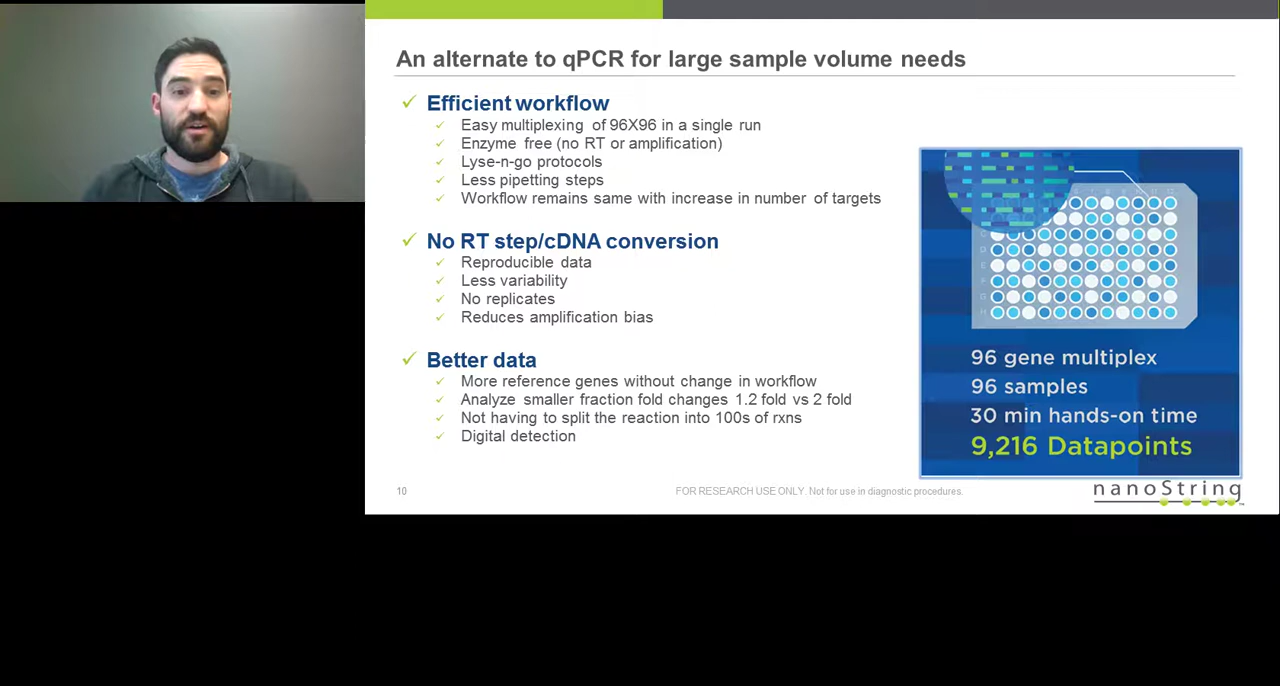 An alternate to qPCR for large sample volume needs
Efficient workflow
Easy multiplexing of 96X96 in a single run
Enzyme free (no RT or amplification)
Lyse-n-go protocols
Less pipetting steps
Workflow remains same with increase in number of targets
No RT step/cDNA conversion
Reproducible data
Less variability
No replicates
Reduces amplification bias
Better data
More reference genes without change in workflow
Analyze smaller fraction fold changes 1.2 fold vs 2 fold
Not having to split the reaction into 100s of rxns
Digital detection
96 gene multiplex
96 samples
30 min hands-on time
9,216 Datapoints
10
FOR RESEARCH USE ONLY. Not for use in diagnostic procedures.
nanoString